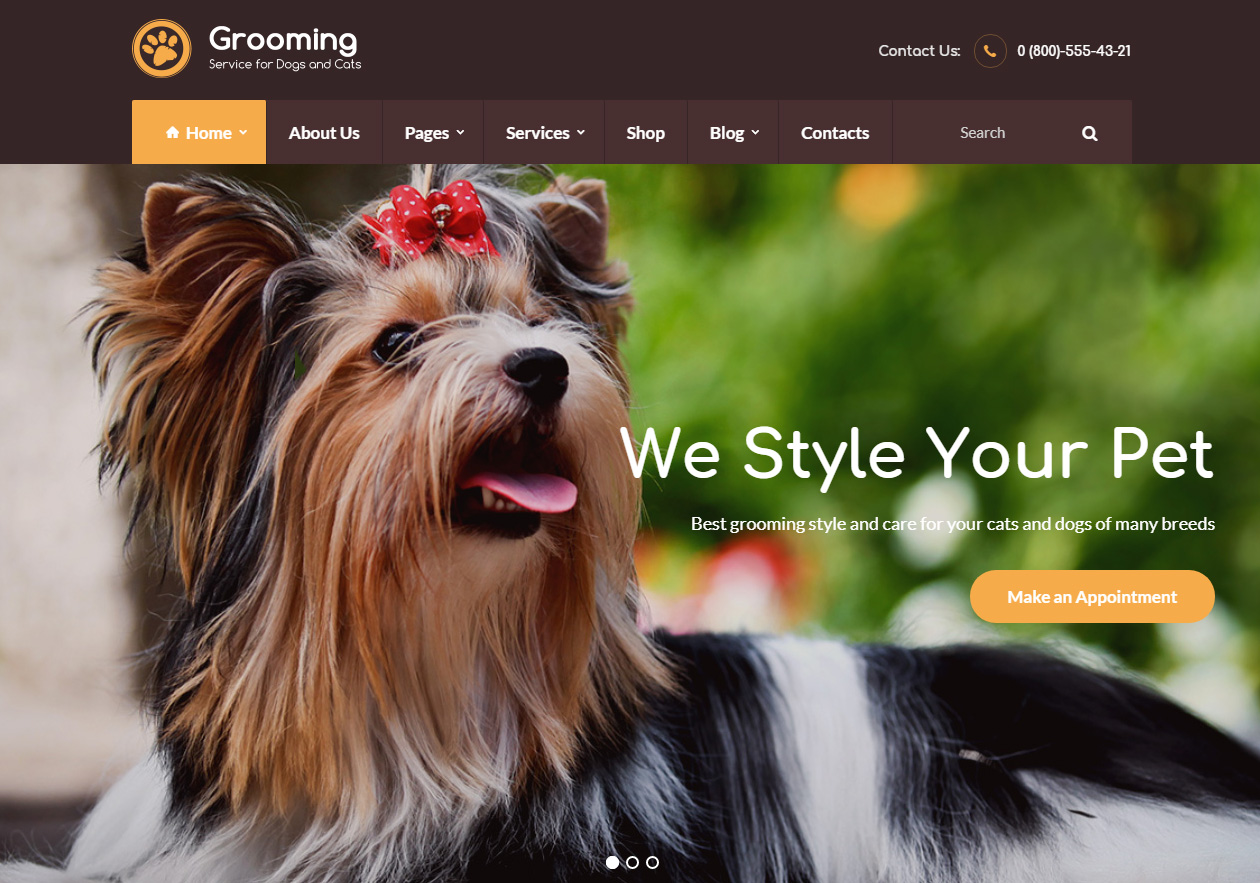 Grooming
Service for Dogs and Cats
Contact Us: 0 (800)-555-43-21
Home About Us Pages Services Shop Blog Contacts Search
We Style Your Pet
Best grooming style and care for your cats and dogs of many breeds
Make an Appointment